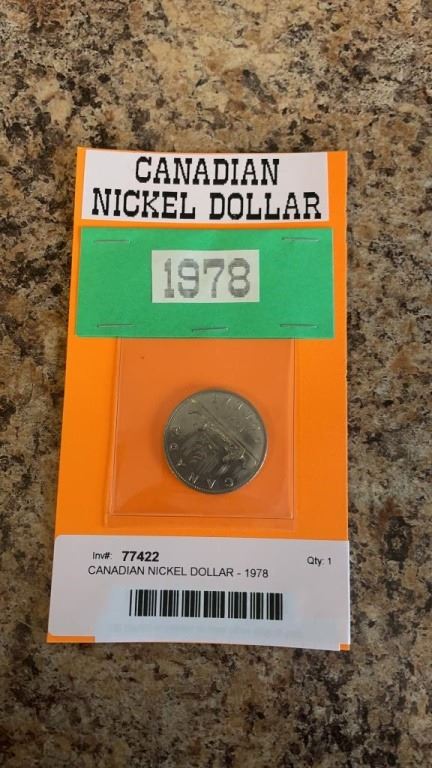 CANADIAN
NICKEL DOLLAR
1978
CANADA
Inv#: 77422
Qty: 1
CANADIAN NICKEL DOLLAR - 1978